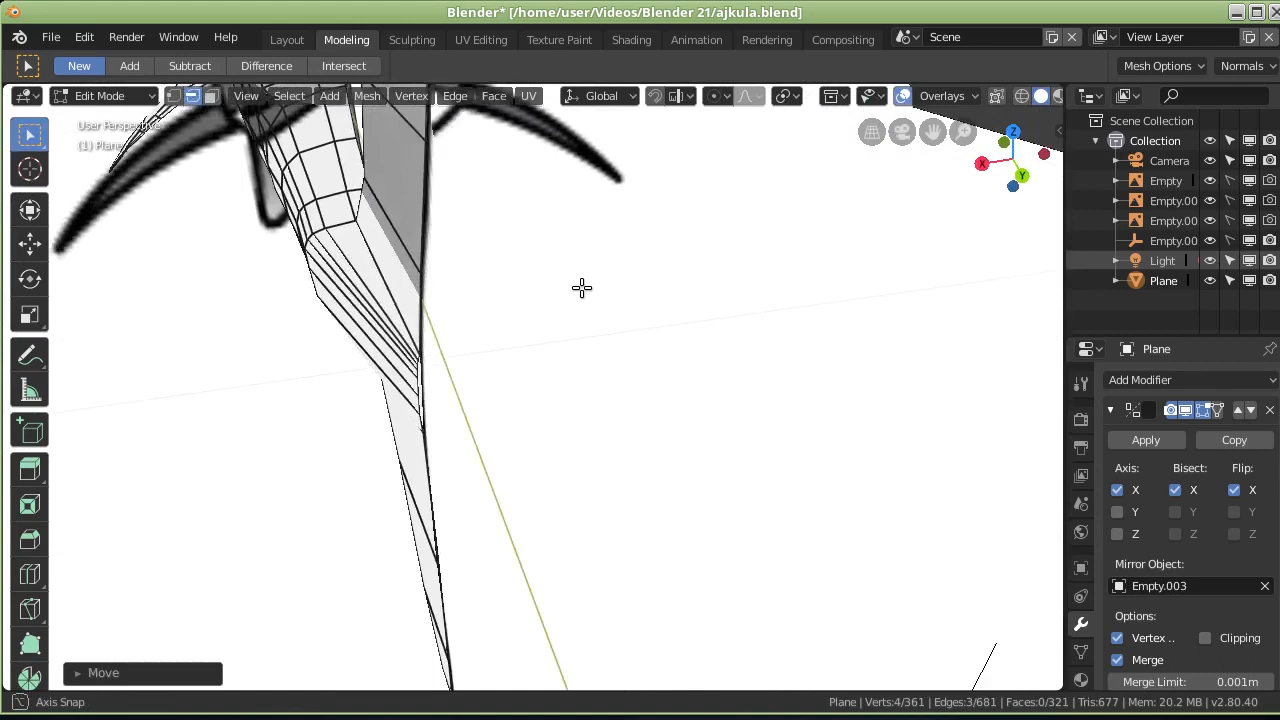 Blender* [/home/user/Videos/Blender 21/ajkula.blend]
File Edit Render Window Help Layout Modeling Sculpting UV Editing Texture Paint Shading Animation Rendering Compositing Scene View Layer
New Add Subtract Difference Intersect Mesh Options Normals
Edit Mode View Select Add Mesh Vertex Edge Face UV Global Overlays
User Perspective
(1) Plane
Z
X
Y
Scene Collection
Collection
Camera
Empty
Empty.00
Empty.00
Empty.00
Light
Plane
Plane
Add Modifier
Apply Copy
Axis: Bisect: Flip:
X X X
Y Y Y
Z Z Z
Mirror Object:
Empty.003
Options:
Vertex .. Clipping
Merge
Merge Limit: 0.001m
Move
Axis Snap
Plane | Verts:4/361 | Edges:3/681 | Faces:0/321 | Tris:677 | Mem: 20.2 MB | v2.80.40